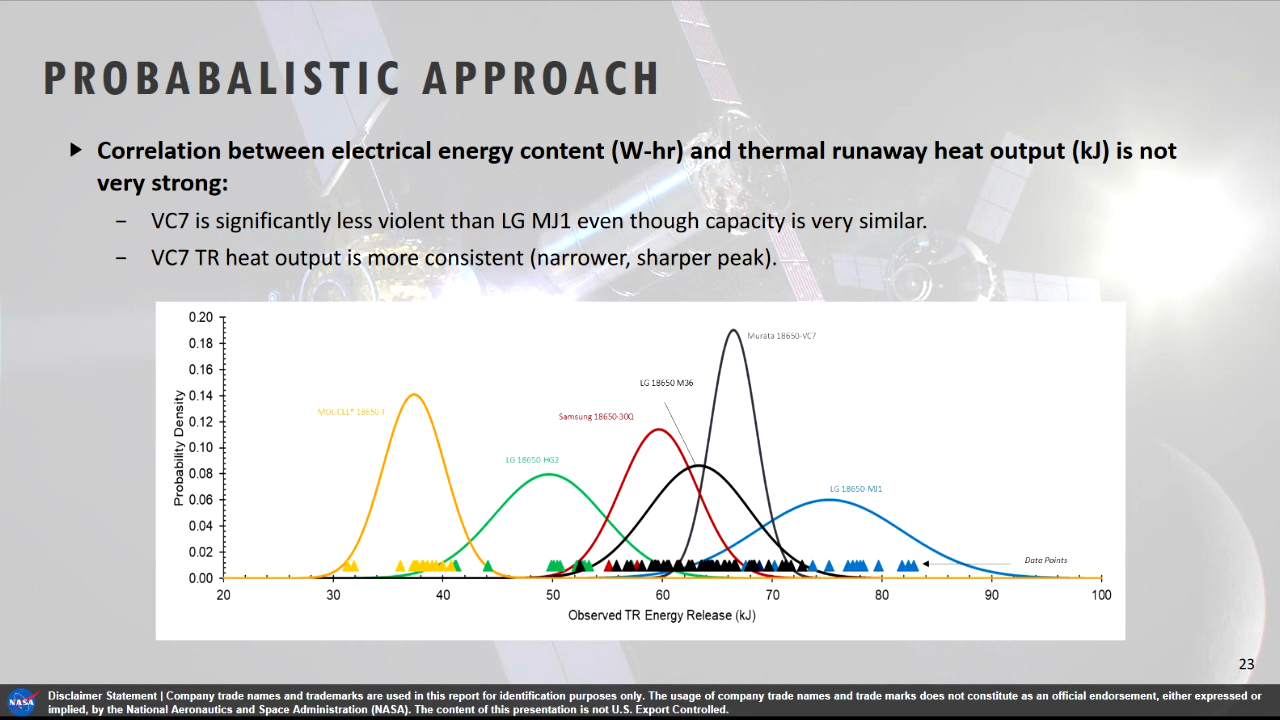 PROBABALISTIC APPROACH
Correlation between electrical energy content (W-hr) and thermal runaway heat output (kJ) is not
very strong:
– VC7 is significantly less violent than LG MJ1 even though capacity is very similar.
– VC7 TR heat output is more consistent (narrower, sharper peak).
0.20
0.18
0.16
0.14
0.12
0.10
0.08
0.06
0.04
0.02
0.00
Probability Density
Murata 18650-VC7
LG 18650 M36
MOLICEL® 18650-J
Samsung 18650-30Q
LG 18650-HG2
LG 18650-MJ1
Data Points
20 30 40 50 60 70 80 90 100
Observed TR Energy Release (kJ)
23
NASA
Disclaimer Statement | Company trade names and trademarks are used in this report for identification purposes only. The usage of company trade names and trade marks does not constitute as an official endorsement, either expressed or
implied, by the National Aeronautics and Space Administration (NASA). The content of this presentation is not U.S. Export Controlled.